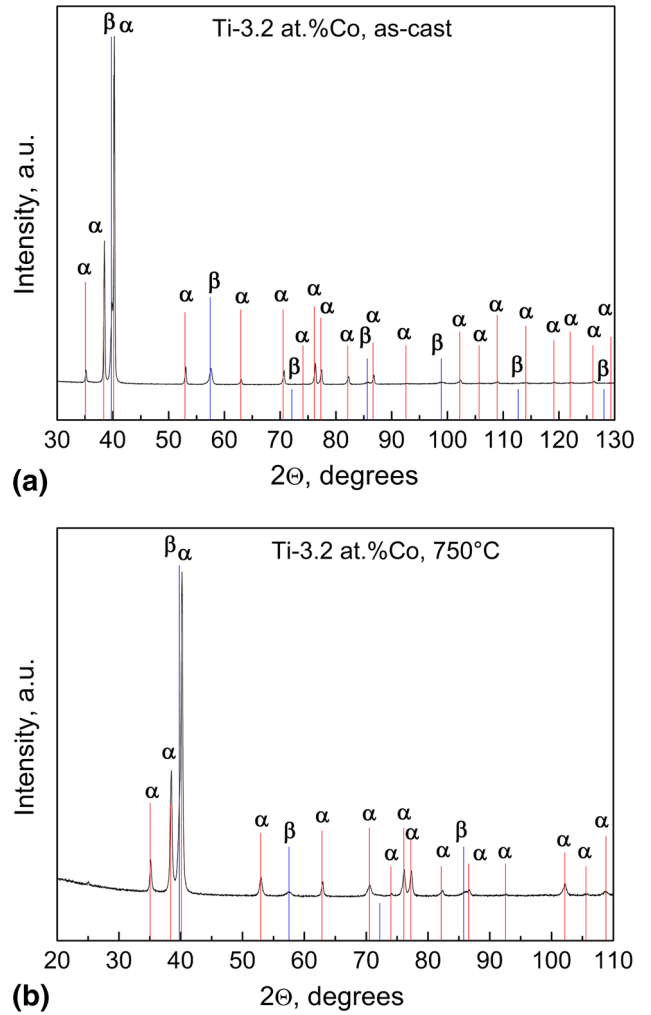 Ti-3.2 at.%Co, as-cast
β α
α
α
α β α α α α α α β α α β α α α α α α α α
β β β
Intensity, a.u.
30 40 50 60 70 80 90 100 110 120 130
2Θ, degrees
(a)
Ti-3.2 at.%Co, 750°C
β α
α
α α β α α α α α α β α α α α α
Intensity, a.u.
20 30 40 50 60 70 80 90 100 110
2Θ, degrees
(b)